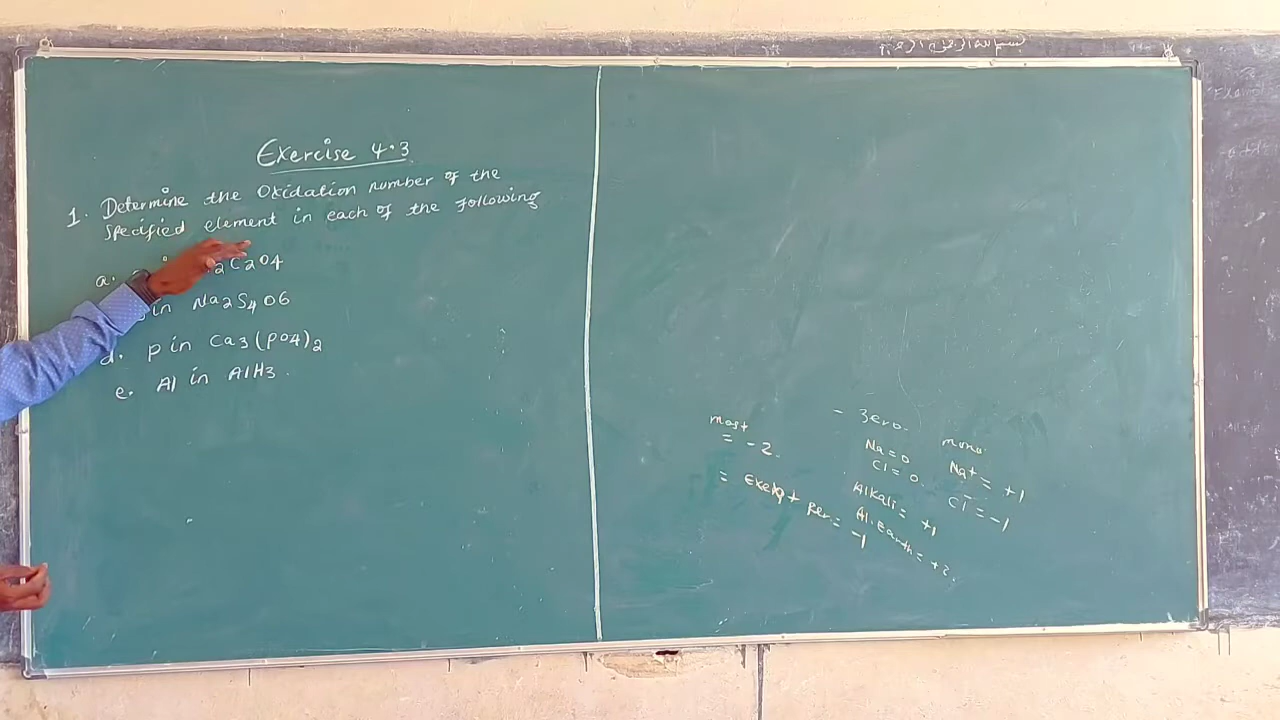 Exercise 4.3
1. Determine the Oxidation number of the
specified element in each of the following
a. 2C2O4
in Na2S4O6
d. P in Ca3(PO4)2
e. Al in AlH3.
most
= -2.
= exept per = -1
- Zero.
Na = 0
Cl = 0.
Alkali = +1
Al. Earth = +2.
mono
Na+ = +1
Cl- = -1